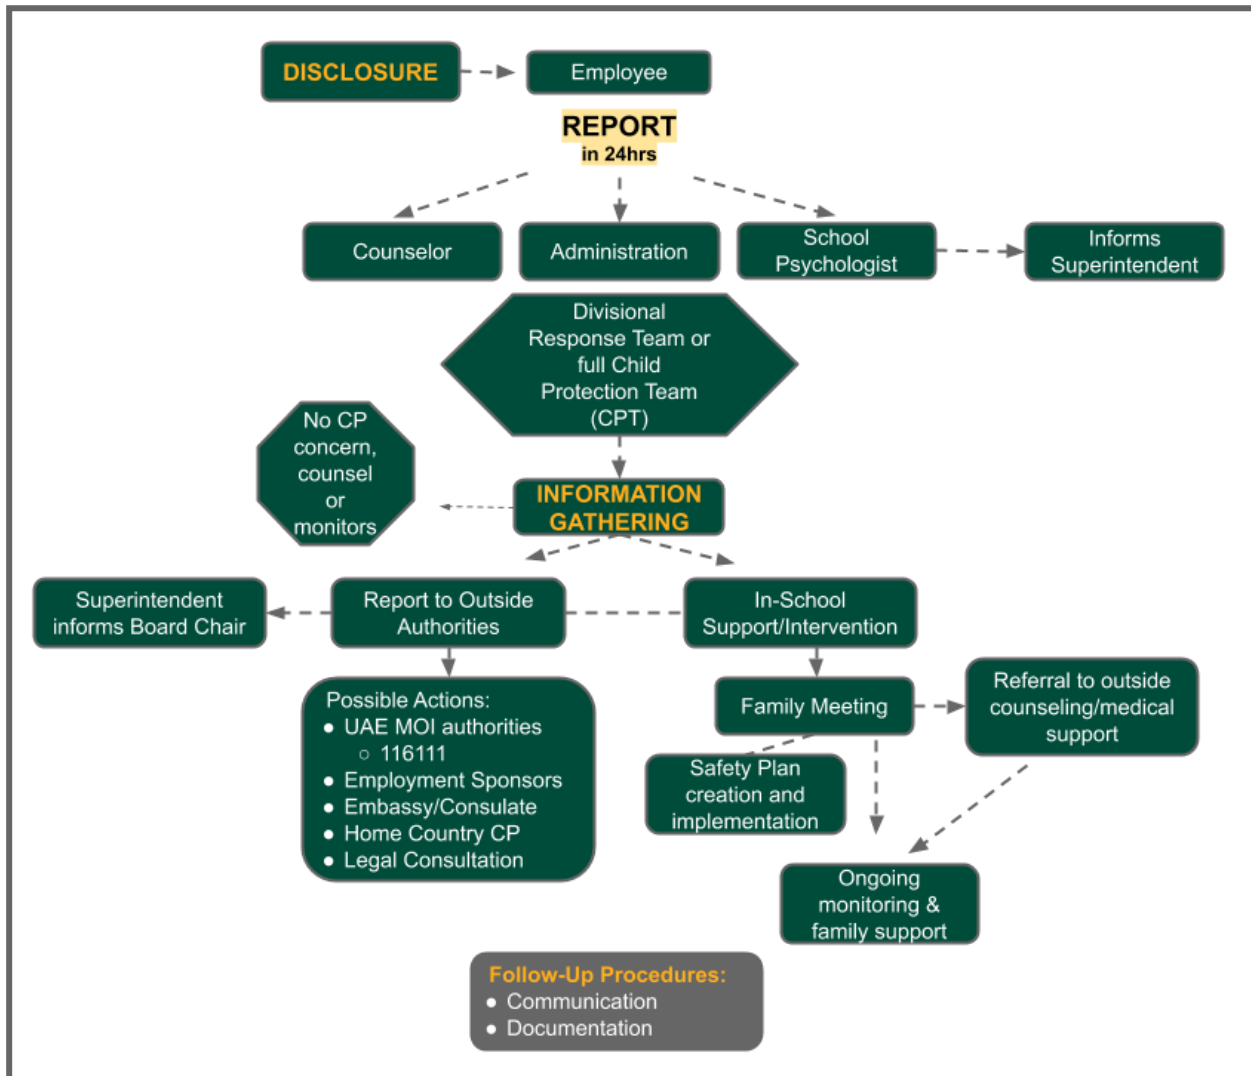 DISCLOSURE
Employee
REPORT
in 24hrs
Counselor
Administration
School
Psychologist
Informs
Superintendent
Divisional
Response Team or
full Child
Protection Team
(CPT)
No CP
concern,
counsel
or
monitors
INFORMATION
GATHERING
Superintendent
informs Board Chair
Report to Outside
Authorities
In-School
Support/Intervention
Possible Actions:
● UAE MOI authorities
○ 116111
● Employment Sponsors
● Embassy/Consulate
● Home Country CP
● Legal Consultation
Family Meeting
Referral to outside
counseling/medical
support
Safety Plan
creation and
implementation
Ongoing
monitoring &
family support
Follow-Up Procedures:
● Communication
● Documentation